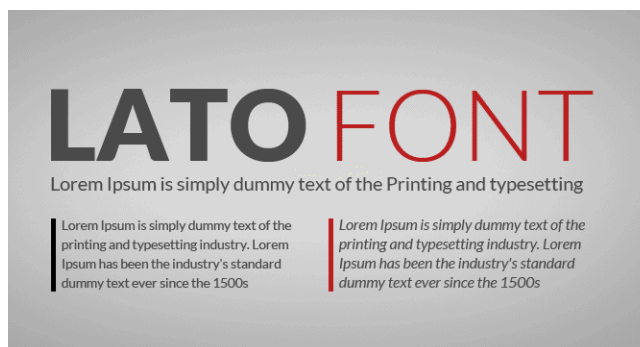 LATO FONT
Lorem Ipsum is simply dummy text of the Printing and typesetting
Lorem Ipsum is simply dummy text of the
printing and typesetting industry. Lorem
Ipsum has been the industry's standard
dummy text ever since the 1500s
Lorem Ipsum is simply dummy text of the
printing and typesetting industry. Lorem
Ipsum has been the industry's standard
dummy text ever since the 1500s